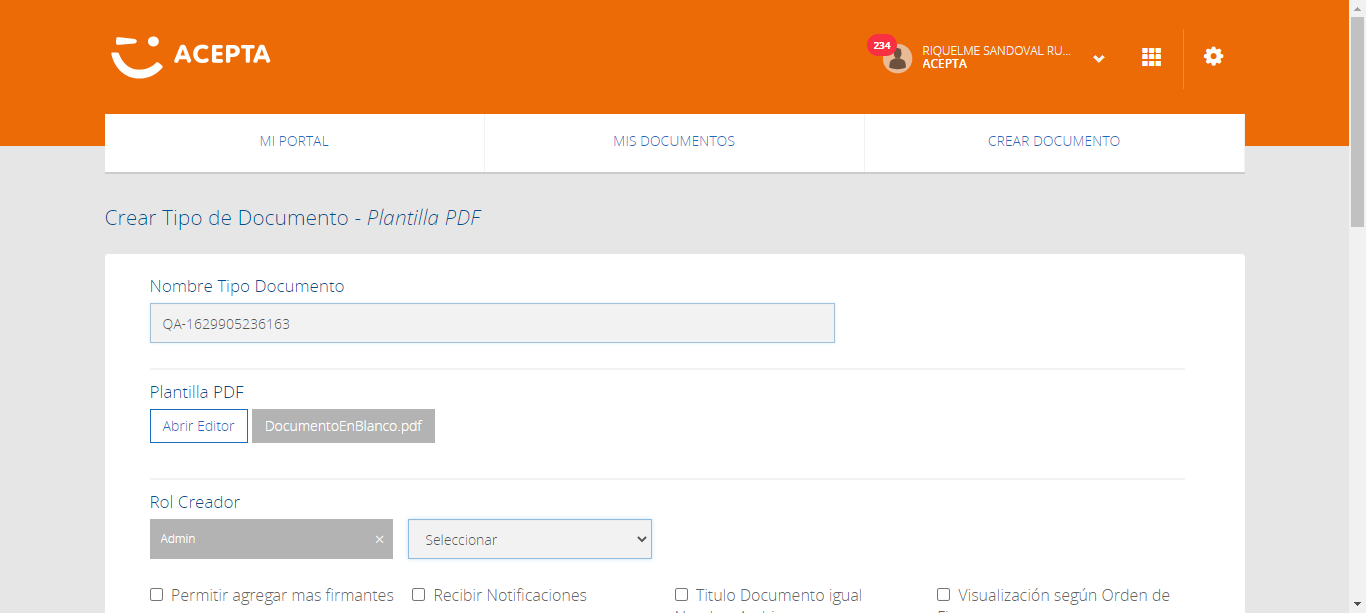 ACEPTA
234
RIQUELME SANDOVAL RU...
ACEPTA
MI PORTAL
MIS DOCUMENTOS
CREAR DOCUMENTO
Crear Tipo de Documento - Plantilla PDF
Nombre Tipo Documento
QA-1629905236163
Plantilla PDF
Abrir Editor
DocumentoEnBlanco.pdf
Rol Creador
Admin ×
Seleccionar
Permitir agregar mas firmantes
Recibir Notificaciones
Titulo Documento igual
Visualización según Orden de